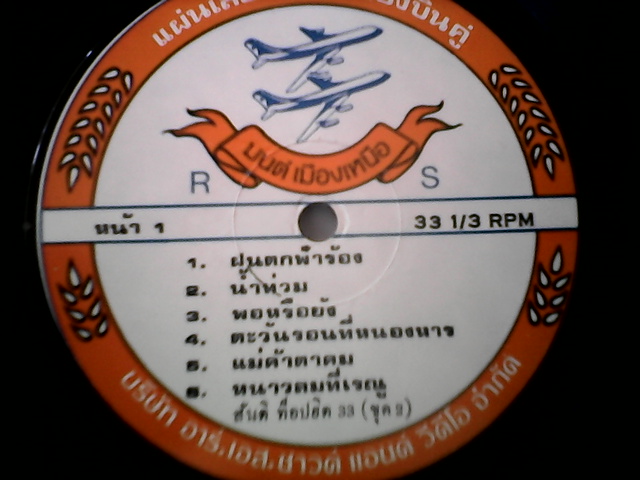 แผ่นเสียง
บินคู่
มนต์ เมืองเหนือ
R S
หน้า 1 33 1/3 RPM
1. ฝนตกฟ้าร้อง
2. น้ำท่วม
3. พอหรือยัง
4. ตะวันรอนที่หนองหาร
5. แม่ค้าตาคม
6. หนาวลมที่เรณู
สันติ ท็อปฮิต 33 (ชุด 2)
บริษัท อาร์.เอส.ซาวด์ แอนด์ วีดีโอ จำกัด